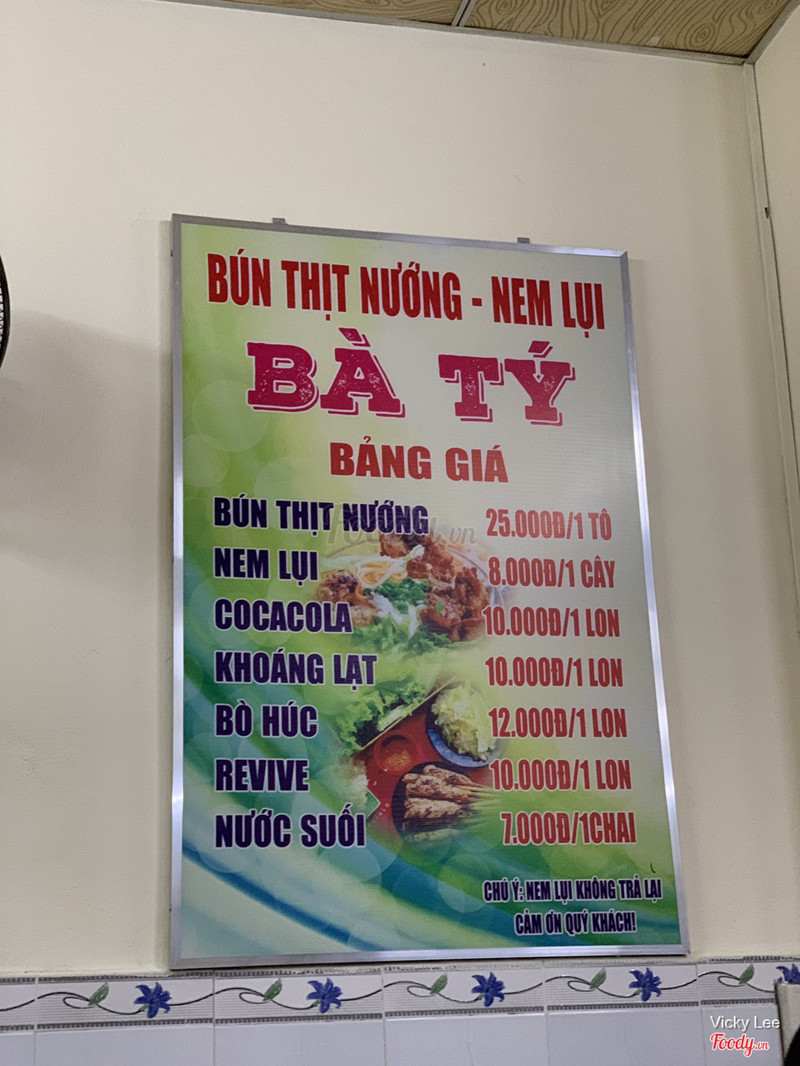 BÚN THỊT NƯỚNG - NEM LỤI
BÀ TÝ
BẢNG GIÁ
BÚN THỊT NƯỚNG 25.000Đ/1 TÔ
NEM LỤI 8.000Đ/1 CÂY
COCACOLA 10.000Đ/1 LON
KHOÁNG LẠT 10.000Đ/1 LON
BÒ HÚC 12.000Đ/1 LON
REVIVE 10.000Đ/1 LON
NƯỚC SUỐI 7.000Đ/1CHAI
CHÚ Ý: NEM LỤI KHÔNG TRẢ LẠI
CẢM ƠN QUÝ KHÁCH!
Foody.vn
Vicky Lee
Foody.vn